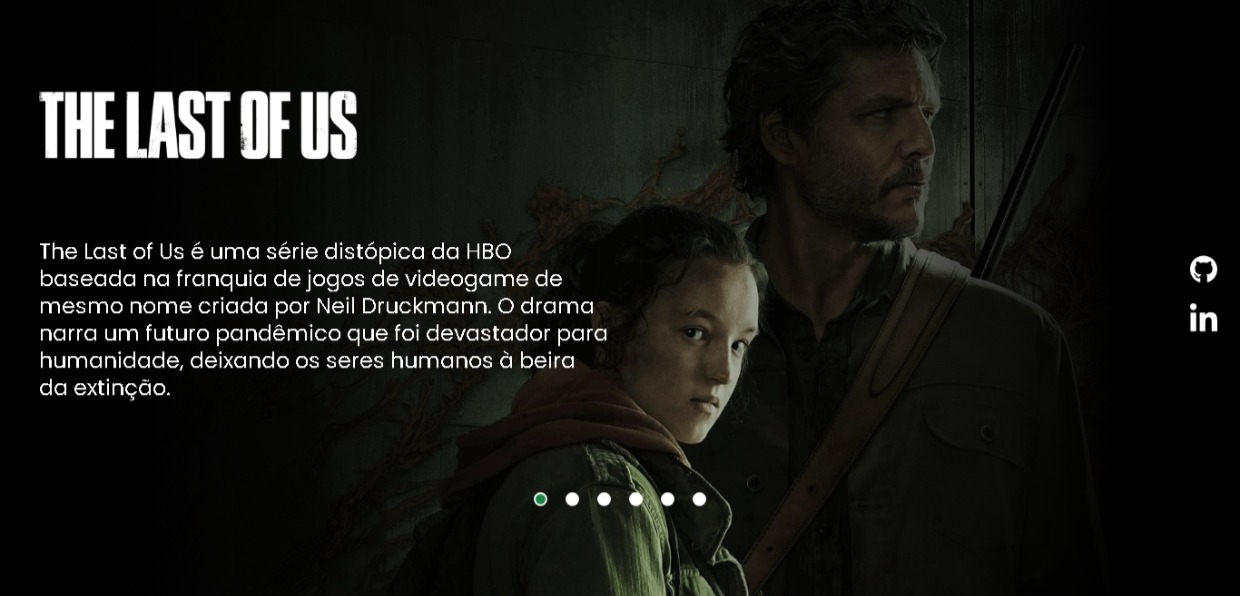 THE LAST OF US
The Last of Us é uma série distópica da HBO
baseada na franquia de jogos de videogame de
mesmo nome criada por Neil Druckmann. O drama
narra um futuro pandêmico que foi devastador para
humanidade, deixando os seres humanos à beira
da extinção.
in